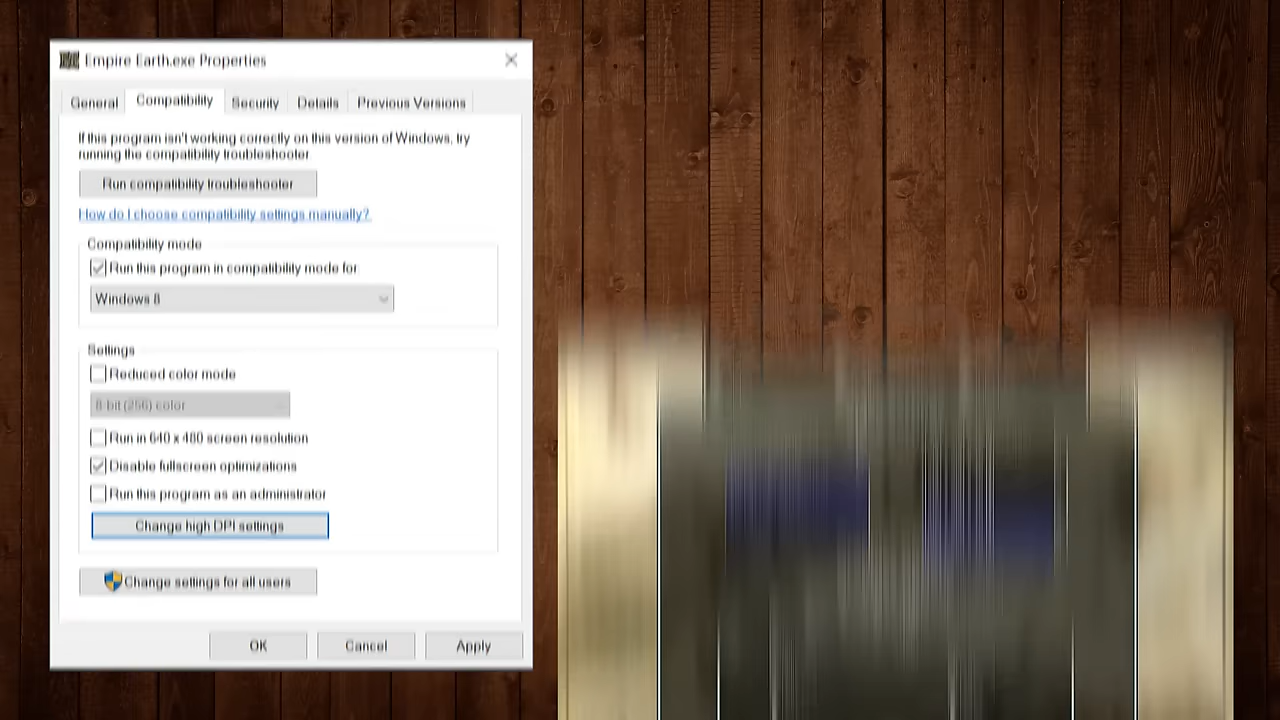 Empire Earth.exe Properties
General
Compatibility
Security
Details
Previous Versions
If this program isn't working correctly on this version of Windows, try
running the compatibility troubleshooter
Run compatibility troubleshooter
How do I choose compatibility settings manually?
Compatibility mode
Run this program in compatibility mode for
Windows 8
Settings
Reduced color mode
8-bit (256) color
Run in 640 x 480 screen resolution
Disable fullscreen optimizations
Run this program as an administrator
Change high DPI settings
Change settings for all users
OK
Cancel
Apply